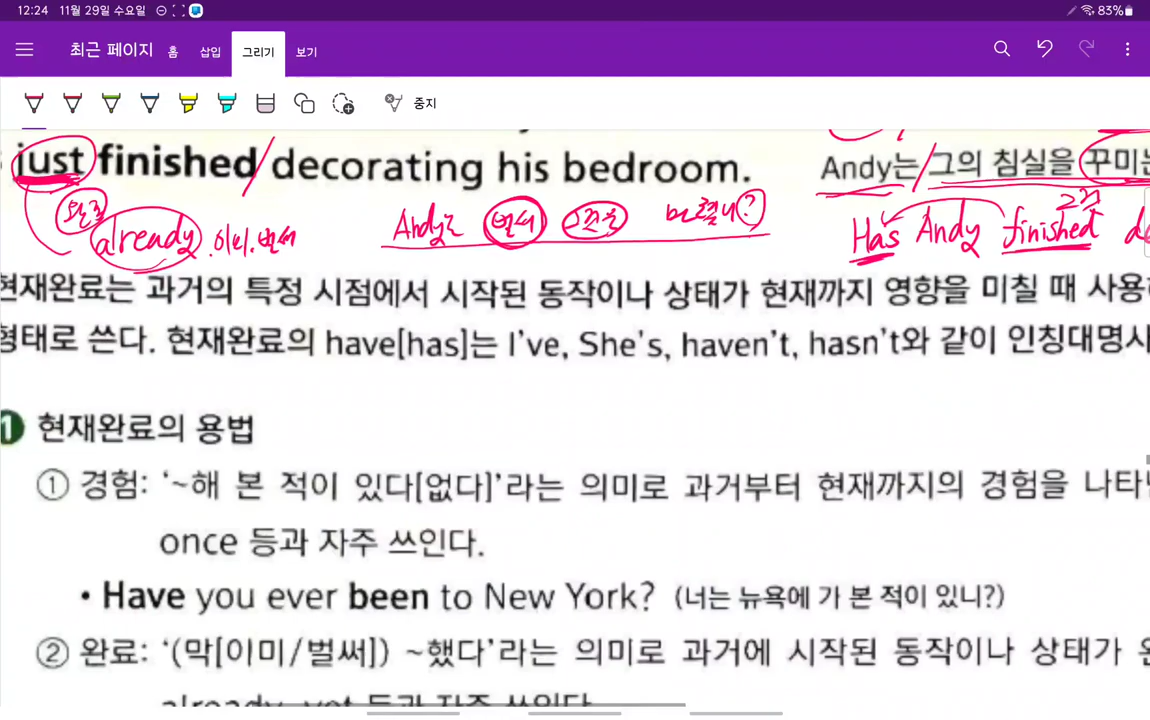 12:24 11월 29일 수요일 83%
최근 페이지 홈 삽입 그리기 보기
중지
just finished / decorating his bedroom. Andy는 / 그의 침실을 꾸미는
완료
already . 이미. 벌써 Andy는 벌써 ? Has Andy finished de
현재완료는 과거의 특정 시점에서 시작된 동작이나 상태가 현재까지 영향을 미칠 때 사용
형태로 쓴다. 현재완료의 have[has]는 I've, She's, haven't, hasn't와 같이 인칭대명사
1 현재완료의 용법
① 경험: ‘~해 본 적이 있다[없다]’라는 의미로 과거부터 현재까지의 경험을 나타
once 등과 자주 쓰인다.
• Have you ever been to New York? (너는 뉴욕에 가 본 적이 있니?)
② 완료: ‘(막[이미/벌써]) ~했다’라는 의미로 과거에 시작된 동작이나 상태가
already, yet 등과 자주 쓰인다.